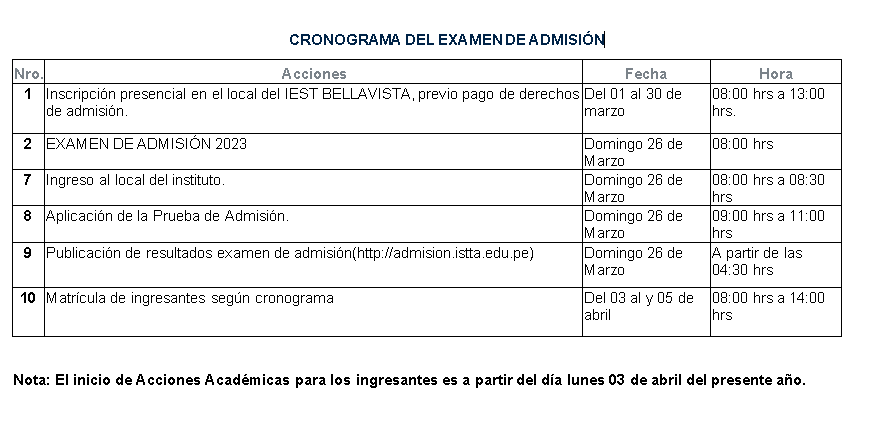 CRONOGRAMA DEL EXAMEN DE ADMISIÓN
Nro. Acciones Fecha Hora
1 Inscripción presencial en el local del IEST BELLAVISTA, previo pago de derechos Del 01 al 30 de 08:00 hrs a 13:00
de admisión. marzo hrs.
2 EXAMEN DE ADMISIÓN 2023 Domingo 26 de 08:00 hrs
Marzo
7 Ingreso al local del instituto. Domingo 26 de 08:00 hrs a 08:30
Marzo hrs
8 Aplicación de la Prueba de Admisión. Domingo 26 de 09:00 hrs a 11:00
Marzo hrs
9 Publicación de resultados examen de admisión(http://admision.istta.edu.pe) Domingo 26 de A partir de las
Marzo 04:30 hrs
10 Matrícula de ingresantes según cronograma Del 03 al y 05 de 08:00 hrs a 14:00
abril hrs
Nota: El inicio de Acciones Académicas para los ingresantes es a partir del día lunes 03 de abril del presente año.